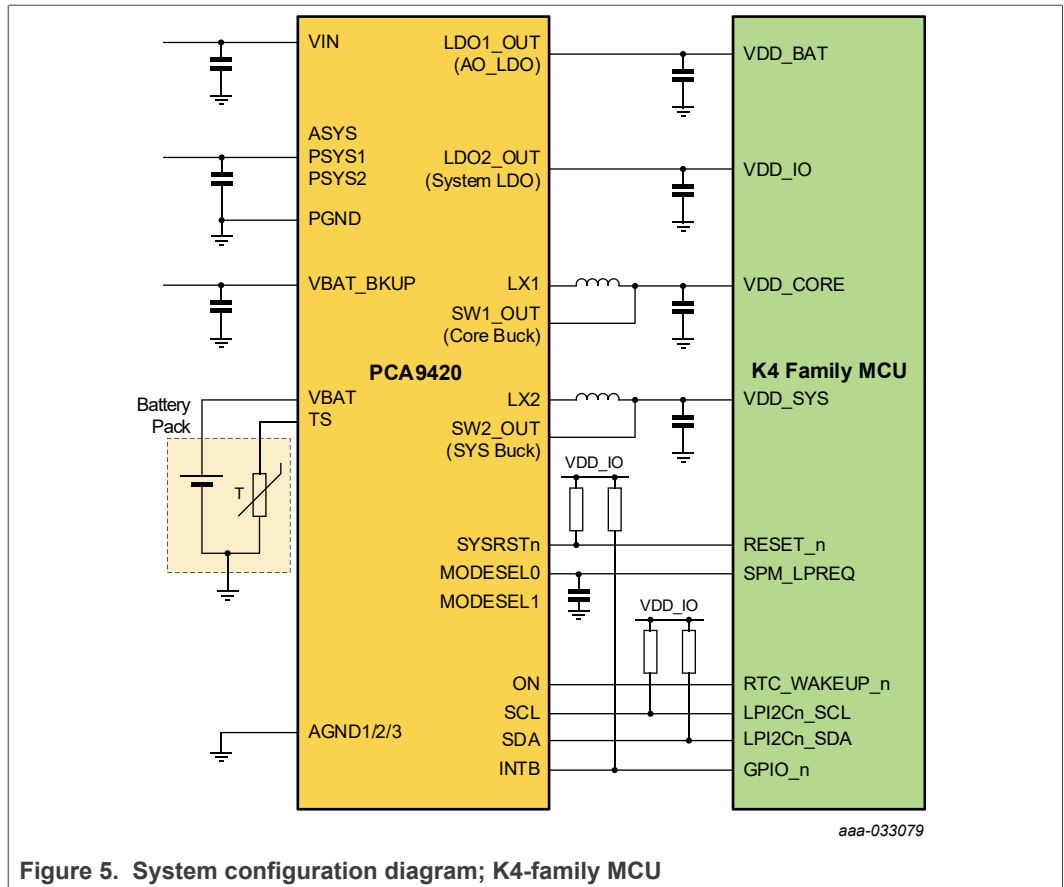 VIN
ASYS
PSYS1
PSYS2
PGND
VBAT_BKUP
PCA9420
VBAT
TS
Battery
Pack
T
AGND1/2/3
LDO1_OUT
(AO_LDO)
LDO2_OUT
(System LDO)
LX1
SW1_OUT
(Core Buck)
LX2
SW2_OUT
(SYS Buck)
SYSRSTn
MODESEL0
MODESEL1
ON
SCL
SDA
INTB
VDD_IO
VDD_IO
VDD_BAT
VDD_IO
VDD_CORE
K4 Family MCU
VDD_SYS
RESET_n
SPM_LPREQ
RTC_WAKEUP_n
LPI2Cn_SCL
LPI2Cn_SDA
GPIO_n
aaa-033079
Figure 5. System configuration diagram; K4-family MCU